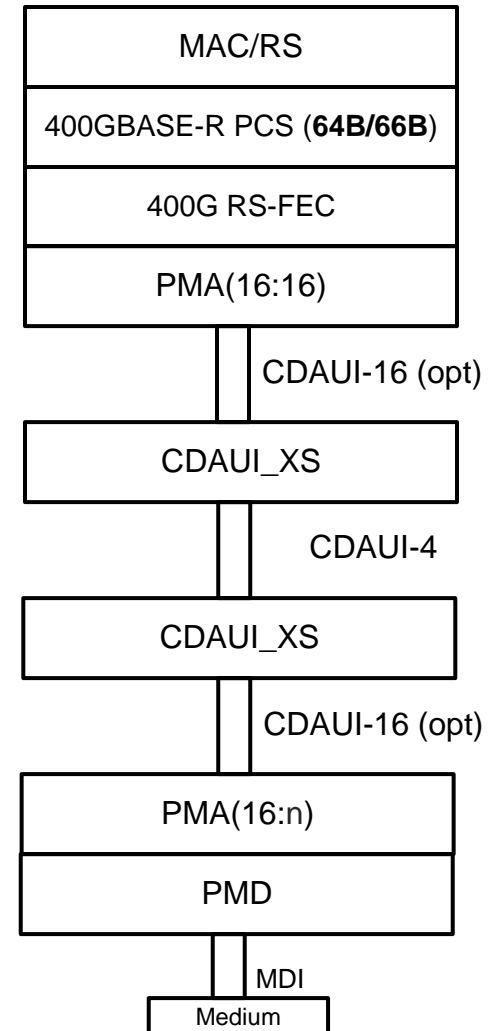 MAC/RS
400GBASE-R PCS (64B/66B)
400G RS-FEC
PMA(16:16)
CDAUI-16 (opt)
CDAUI_XS
CDAUI-4
CDAUI_XS
CDAUI-16 (opt)
PMA(16:n)
PMD
MDI
Medium